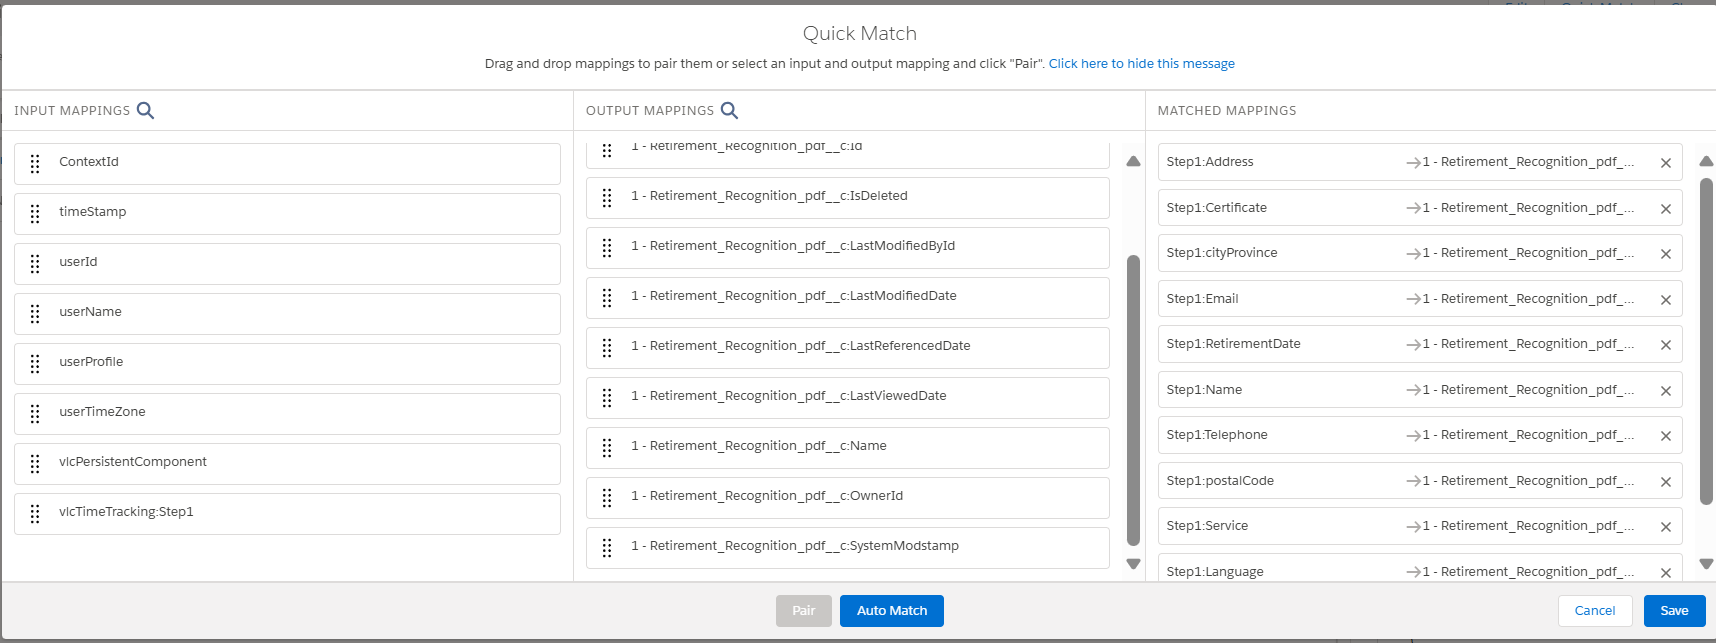 Quick Match
Drag and drop mappings to pair them or select an input and output mapping and click "Pair". Click here to hide this message
INPUT MAPPINGS
ContextId
timeStamp
userId
userName
userProfile
userTimeZone
vlcPersistentComponent
vlcTimeTracking:Step1
OUTPUT MAPPINGS
1 - Retirement_Recognition_pdf__c:Id
1 - Retirement_Recognition_pdf__c:IsDeleted
1 - Retirement_Recognition_pdf__c:LastModifiedById
1 - Retirement_Recognition_pdf__c:LastModifiedDate
1 - Retirement_Recognition_pdf__c:LastReferencedDate
1 - Retirement_Recognition_pdf__c:LastViewedDate
1 - Retirement_Recognition_pdf__c:Name
1 - Retirement_Recognition_pdf__c:OwnerId
1 - Retirement_Recognition_pdf__c:SystemModstamp
MATCHED MAPPINGS
Step1:Address →1 - Retirement_Recognition_pdf_...
Step1:Certificate →1 - Retirement_Recognition_pdf_...
Step1:cityProvince →1 - Retirement_Recognition_pdf_...
Step1:Email →1 - Retirement_Recognition_pdf_...
Step1:RetirementDate →1 - Retirement_Recognition_pdf_...
Step1:Name →1 - Retirement_Recognition_pdf_...
Step1:Telephone →1 - Retirement_Recognition_pdf_...
Step1:postalCode →1 - Retirement_Recognition_pdf_...
Step1:Service →1 - Retirement_Recognition_pdf_...
Step1:Language →1 - Retirement_Recognition_pdf_...
Pair
Auto Match
Cancel
Save